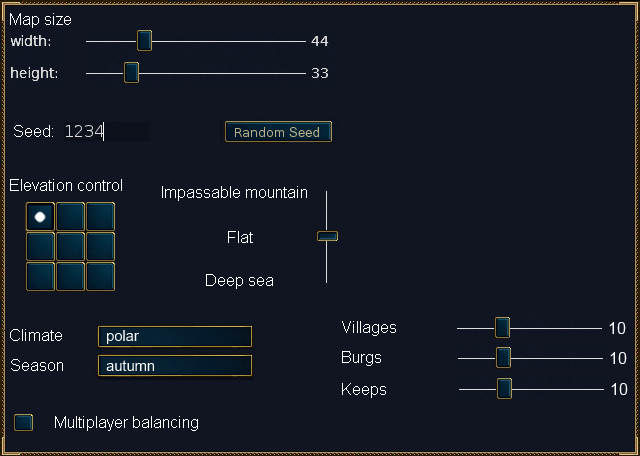 Map size
width: 44
height: 33
Seed: 1234 Random Seed
Elevation control
Impassable mountain
Flat
Deep sea
Climate polar
Season autumn
Villages 10
Burgs 10
Keeps 10
Multiplayer balancing